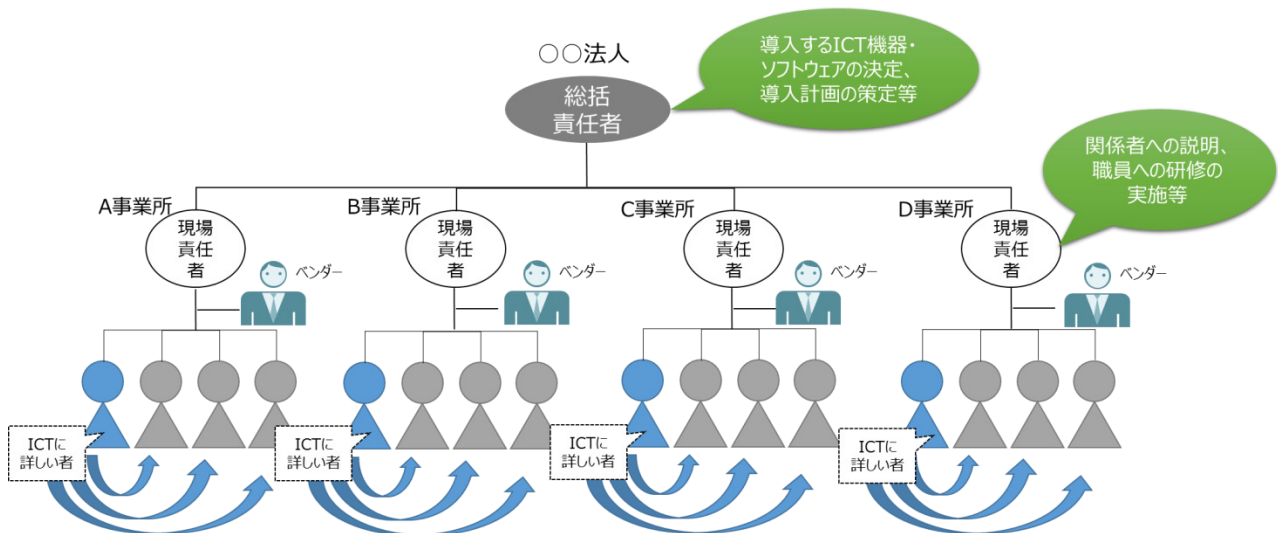 ○○法人
総括
責任者
導入するICT機器・
ソフトウェアの決定、
導入計画の策定等
関係者への説明、
職員への研修の
実施等
A事業所
現場
責任
者
ベンダー
B事業所
現場
責任
者
ベンダー
C事業所
現場
責任
者
ベンダー
D事業所
現場
責任
者
ベンダー
ICTに
詳しい者
ICTに
詳しい者
ICTに
詳しい者
ICTに
詳しい者